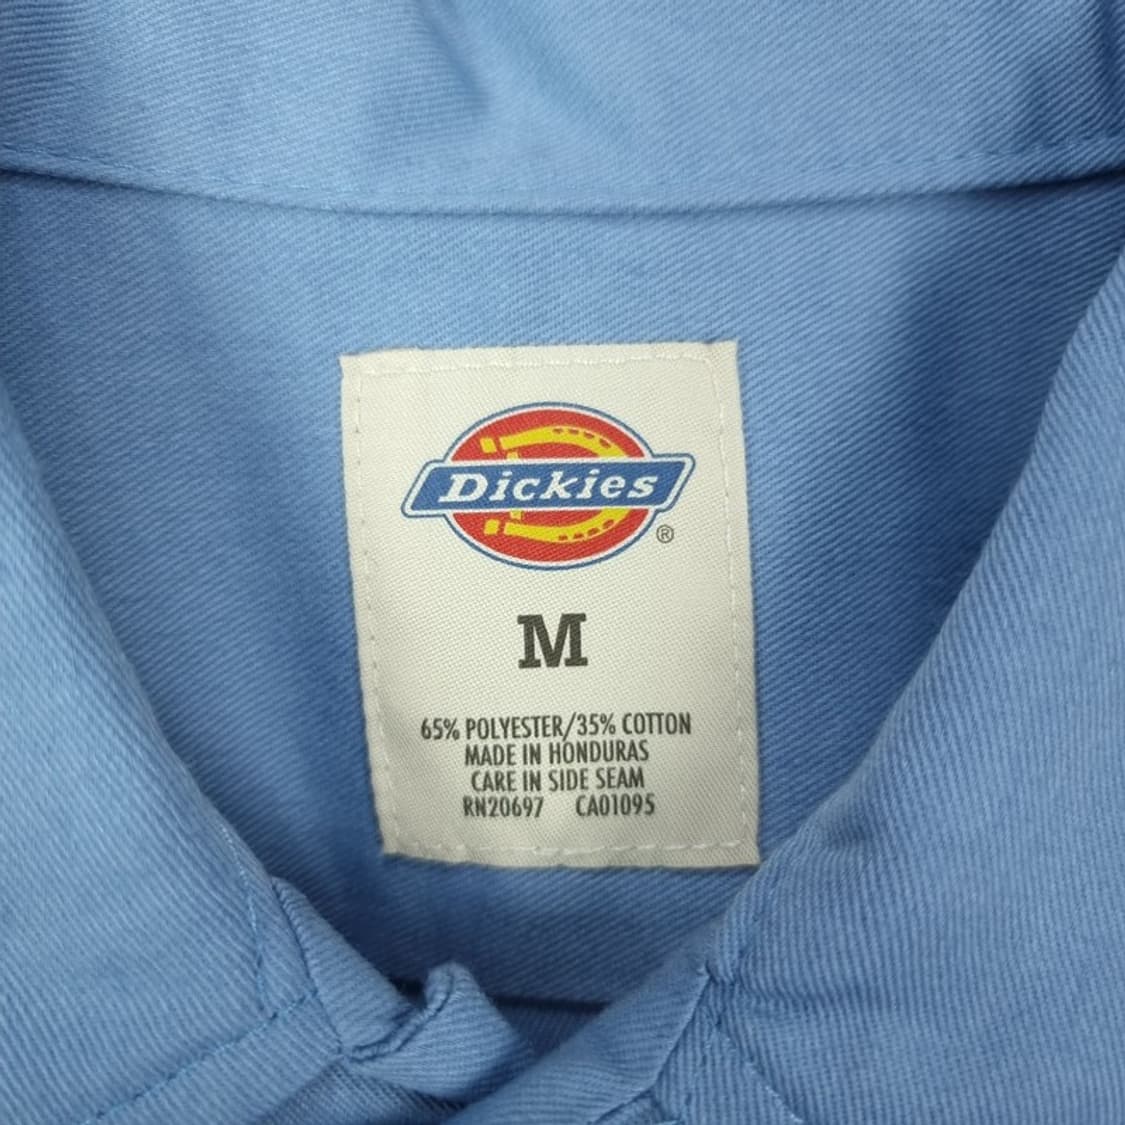 Dickies
®
M
65% POLYESTER/35% COTTON
MADE IN HONDURAS
CARE IN SIDE SEAM
RN20697 CA01095